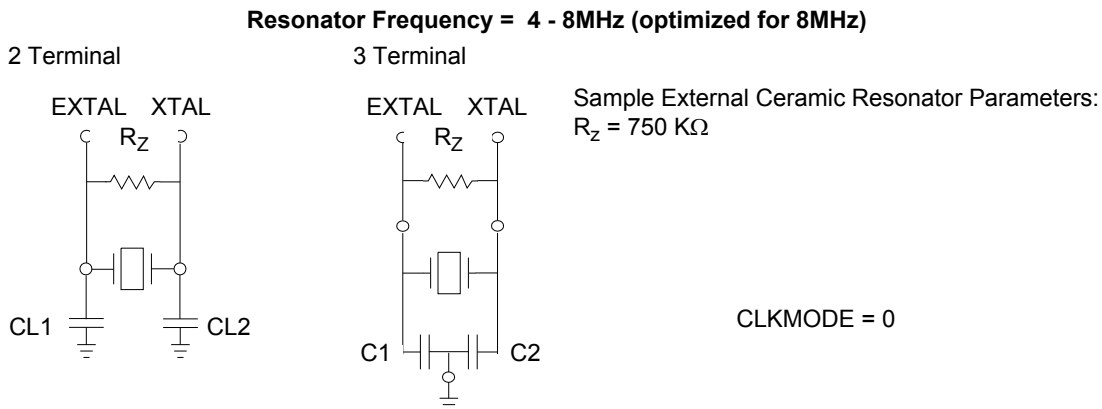 Resonator Frequency = 4 - 8MHz (optimized for 8MHz)
2 Terminal
3 Terminal
EXTAL XTAL
RZ
EXTAL XTAL
RZ
Sample External Ceramic Resonator Parameters:
RZ = 750 KΩ
CL1
CL2
C1
C2
CLKMODE = 0